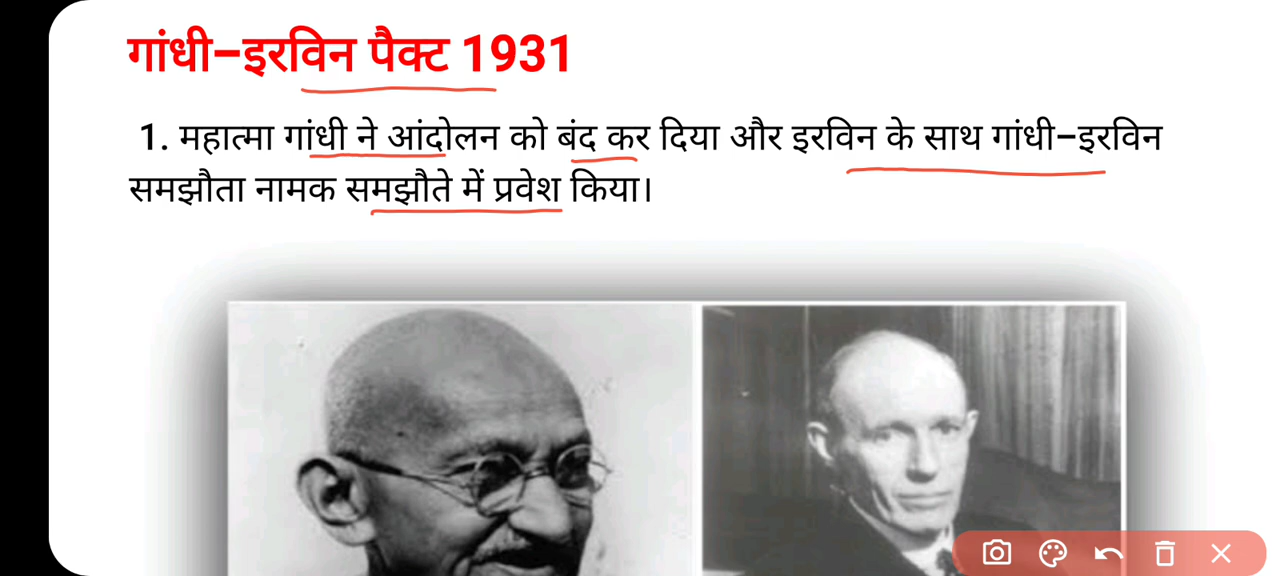 गांधी–इरविन पैक्ट 1931
1. महात्मा गांधी ने आंदोलन को बंद कर दिया और इरविन के साथ गांधी–इरविन
समझौता नामक समझौते में प्रवेश किया।